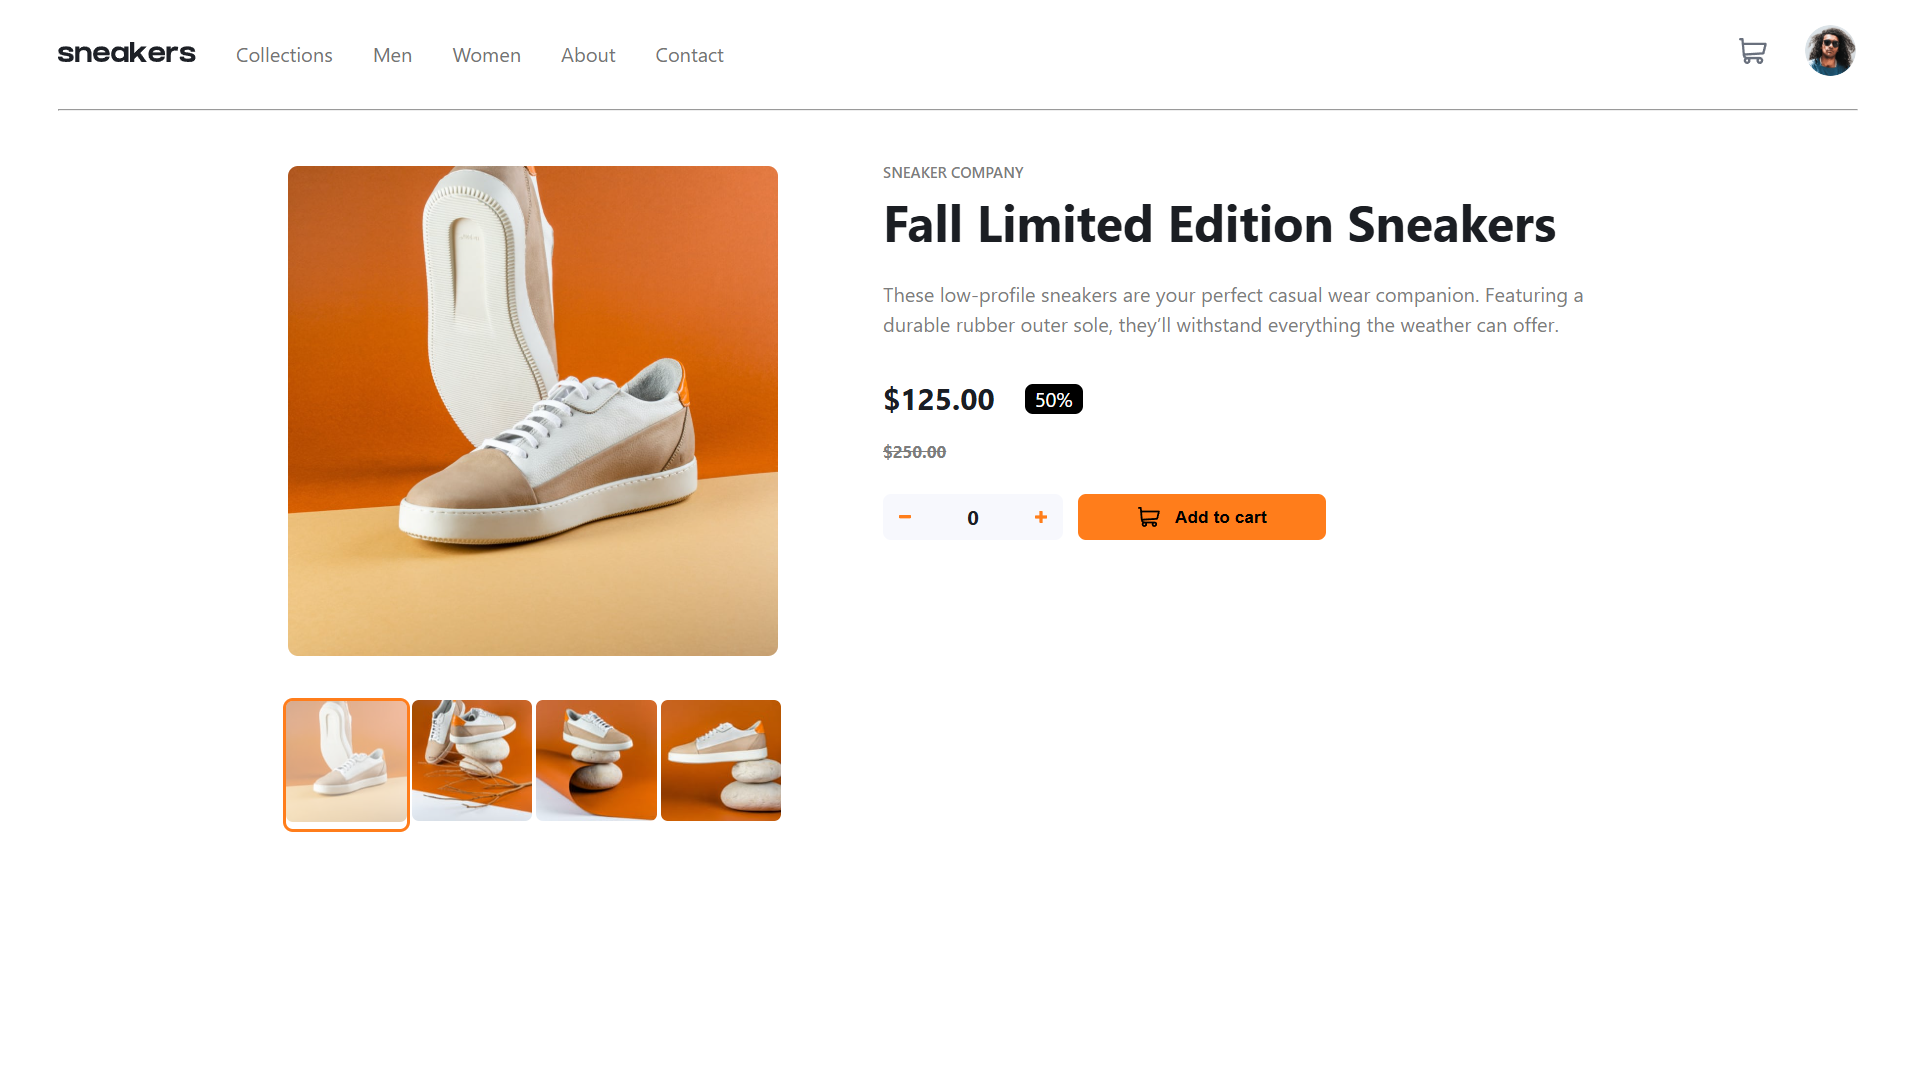 sneakers Collections Men Women About Contact
SNEAKER COMPANY
Fall Limited Edition Sneakers
These low-profile sneakers are your perfect casual wear companion. Featuring a
durable rubber outer sole, they’ll withstand everything the weather can offer.
$125.00 50%
$250.00
0 Add to cart